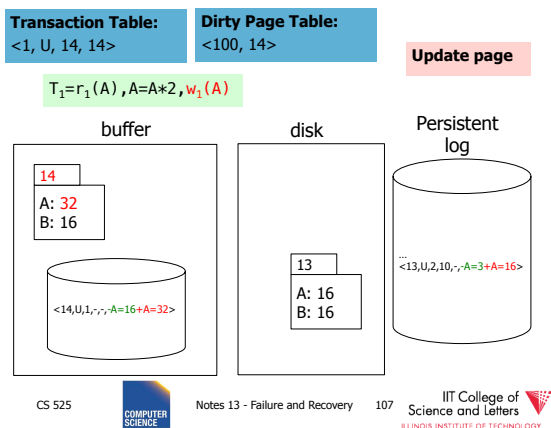 Transaction Table:
<1, U, 14, 14>
Dirty Page Table:
<100, 14>
Update page
T1=r1(A),A=A*2,w1(A)
buffer
disk
Persistent
log
14
A: 32
B: 16
<14,U,1,-,-,-A=16+A=32>
13
A: 16
B: 16
...
<13,U,2,10,-,-A=3+A=16>
CS 525
COMPUTER
SCIENCE
Notes 13 - Failure and Recovery
107
IIT College of
Science and Letters
ILLINOIS INSTITUTE OF TECHNOLOGY